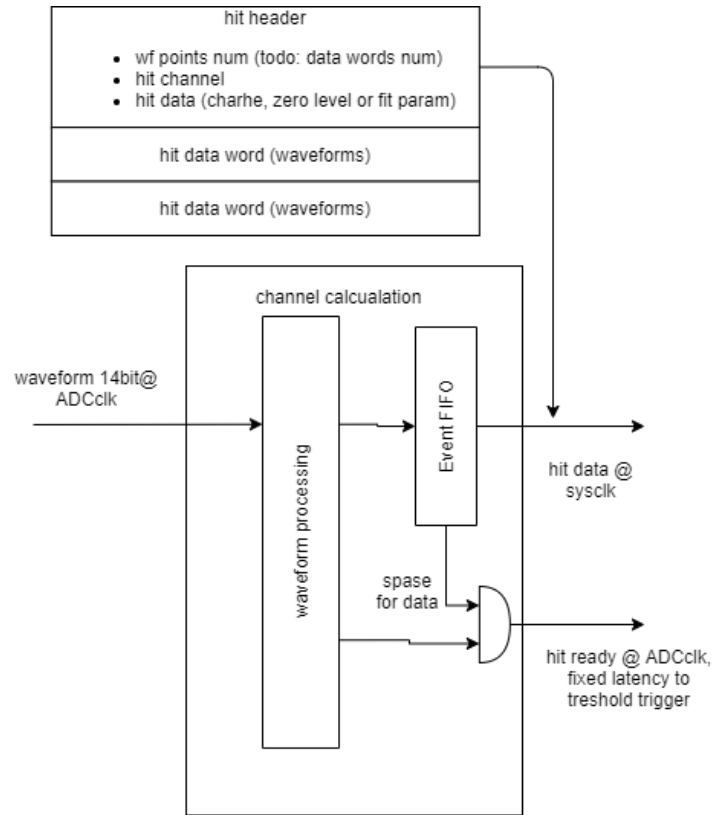 hit header
• wf points num (todo: data words num)
• hit channel
• hit data (charhe, zero level or fit param)
hit data word (waveforms)
hit data word (waveforms)
channel calcualation
waveform 14bit@
ADCclk
waveform processing
Event FIFO
hit data @
sysclk
spase
for data
hit ready @ ADCclk,
fixed latency to
treshold trigger